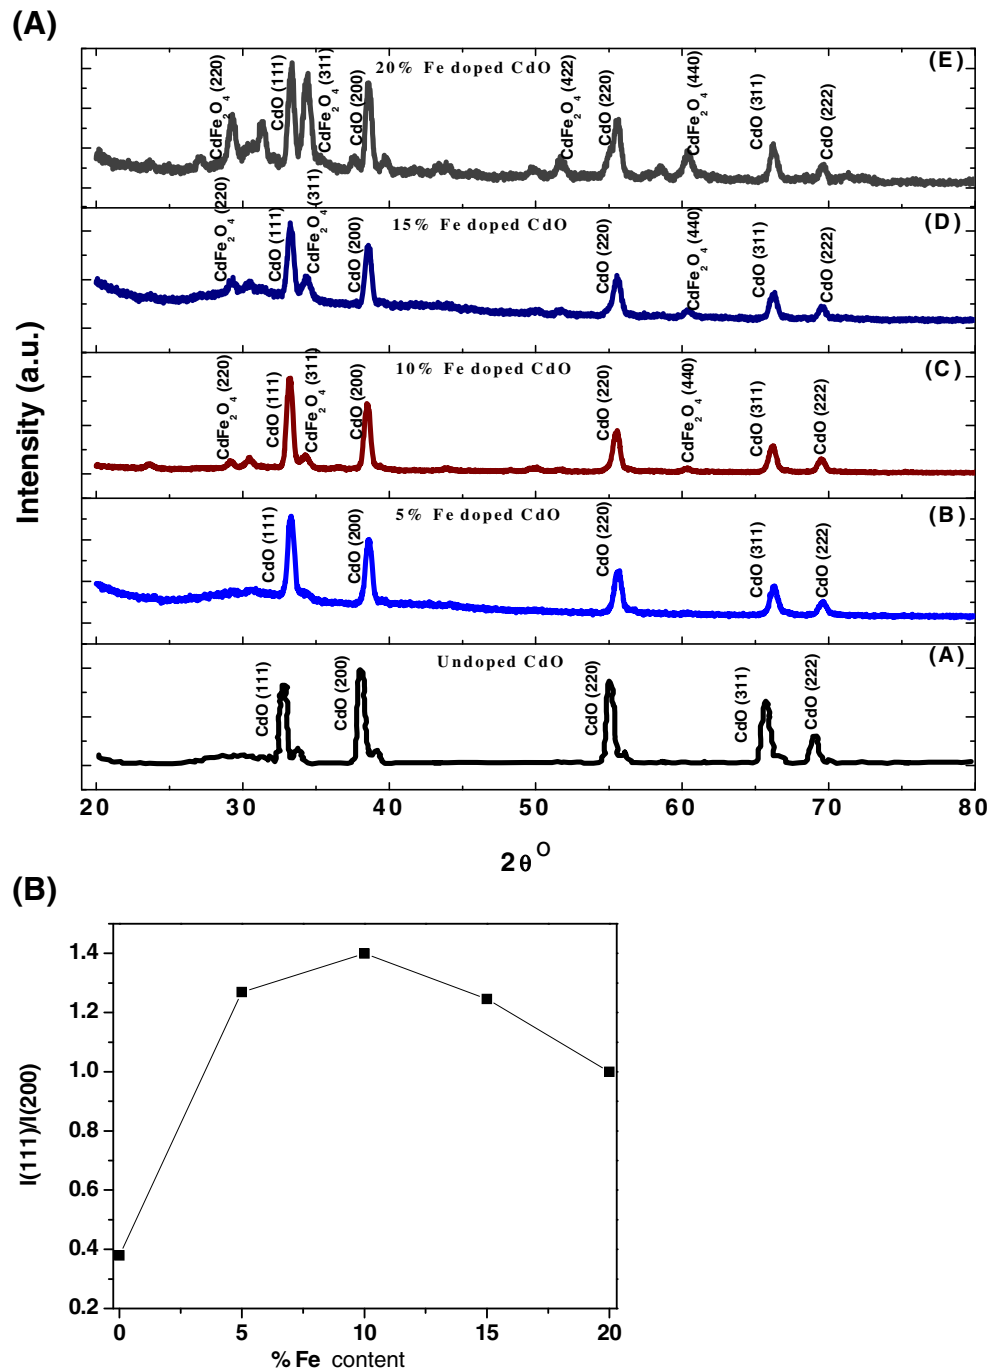 (A)
20% Fe doped CdO
(E)
CdFe2O4 (220)
CdO (111)
CdFe2O4 (311)
CdO (200)
CdFe2O4 (422)
CdO (220)
CdFe2O4 (440)
CdO (311)
CdO (222)
15% Fe doped CdO
(D)
CdFe2O4 (220)
CdO (111)
CdFe2O4 (311)
CdO (200)
CdO (220)
CdFe2O4 (440)
CdO (311)
CdO (222)
10% Fe doped CdO
(C)
CdFe2O4 (220)
CdO (111)
CdFe2O4 (311)
CdO (200)
CdO (220)
CdFe2O4 (440)
CdO (311)
CdO (222)
5% Fe doped CdO
(B)
CdO (111)
CdO (200)
CdO (220)
CdO (311)
CdO (222)
Undoped CdO
(A)
CdO (111)
CdO (200)
CdO (220)
CdO (311)
CdO (222)
Intensity (a.u.)
20 30 40 50 60 70 80
2θ O
(B)
1.4
1.2
1.0
0.8
0.6
0.4
0.2
I(111)/I(200)
0 5 10 15 20
%Fe content